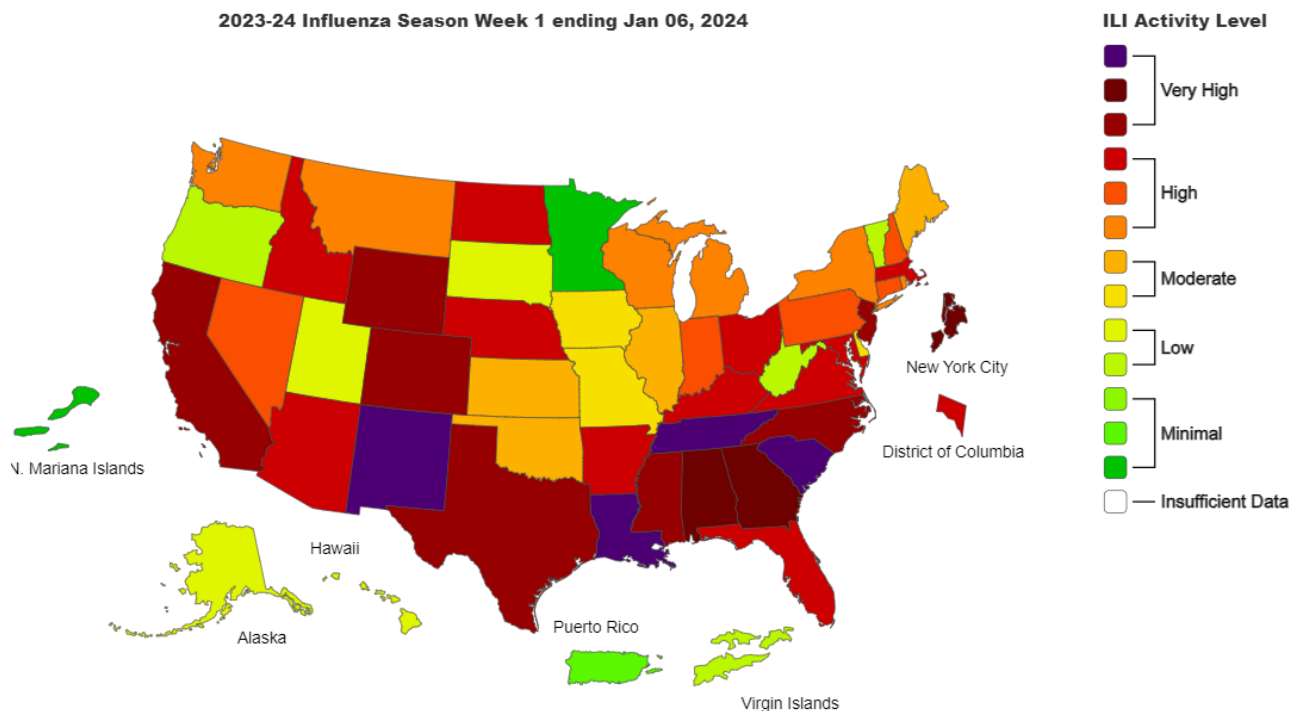 2023-24 Influenza Season Week 1 ending Jan 06, 2024
ILI Activity Level
Very High
High
Moderate
Low
Minimal
Insufficient Data
New York City
District of Columbia
N. Mariana Islands
Hawaii
Alaska
Puerto Rico
Virgin Islands